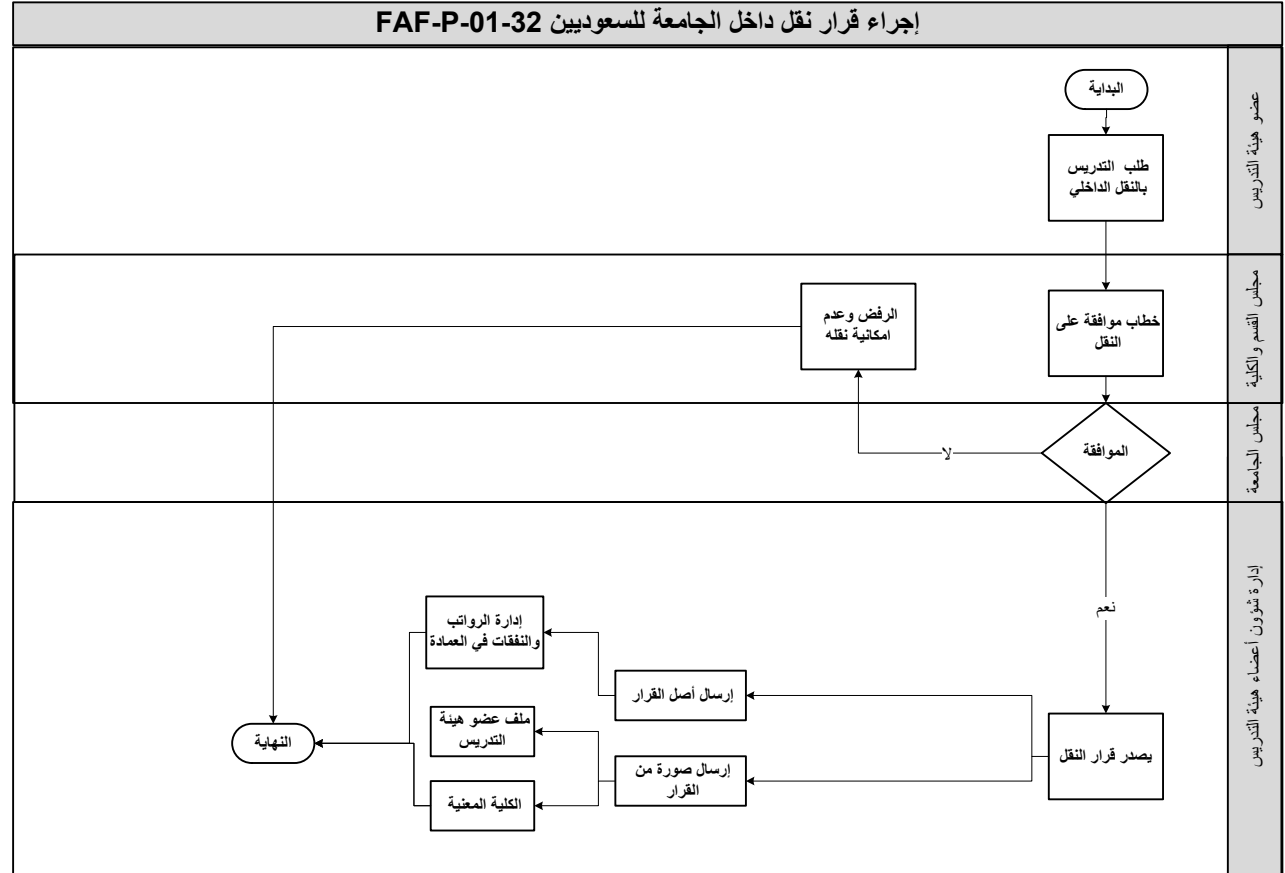 إجراء قرار نقل داخل الجامعة للسعوديين FAF-P-01-32
عضو هيئة التدريس
البداية
طلب التدريس
بالنقل الداخلي
مجلس القسم والكلية
خطاب موافقة على
النقل
الرفض وعدم
امكانية نقله
مجلس الجامعة
الموافقة
لا
إدارة شؤون أعضاء هيئة التدريس
نعم
يصدر قرار النقل
إرسال أصل القرار
إرسال صورة من
القرار
إدارة الرواتب
والنفقات في العمادة
ملف عضو هيئة
التدريس
الكلية المعنية
النهاية